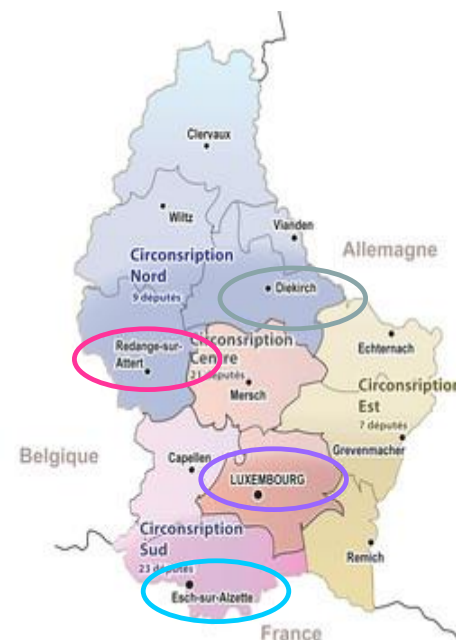 Clervaux
Wiltz
Vianden
Circonsription
Nord
9 députés
Allemagne
Diekirch
Redange-sur-
Attert
Circonsription
Centre
21 députés
Mersch
Echternach
Circonsription
Est
7 députés
Grevenmacher
Belgique
Capellen
LUXEMBOURG
Circonsription
Sud
23 députés
Remich
Esch-sur-Alzette
France